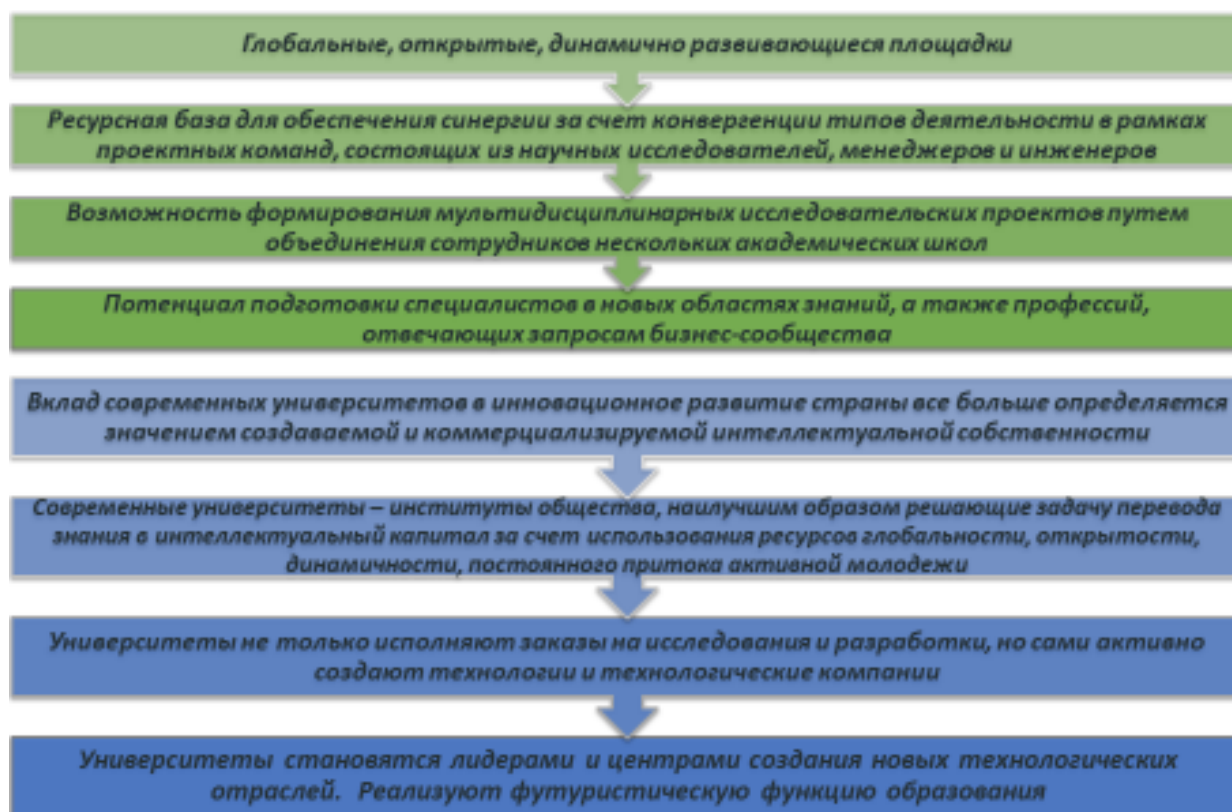 Глобальные, открытые, динамично развивающиеся площадки
Ресурсная база для обеспечения синергии за счет конвергенции типов деятельности в рамках
проектных команд, состоящих из научных исследователей, менеджеров и инженеров
Возможность формирования мультидисциплинарных исследовательских проектов путем
объединения сотрудников нескольких академических школ
Потенциал подготовки специалистов в новых областях знаний, а также профессий,
отвечающих запросам бизнес-сообщества
Вклад современных университетов в инновационное развитие страны все больше определяется
значением создаваемой и коммерциализируемой интеллектуальной собственности
Современные университеты – институты общества, наилучшим образом решающие задачу перевода
знания в интеллектуальный капитал за счет использования ресурсов глобальности, открытости,
динамичности, постоянного притока активной молодежи
Университеты не только исполняют заказы на исследования и разработки, но сами активно
создают технологии и технологические компании
Университеты становятся лидерами и центрами создания новых технологических
отраслей. Реализуют футуристическую функцию образования